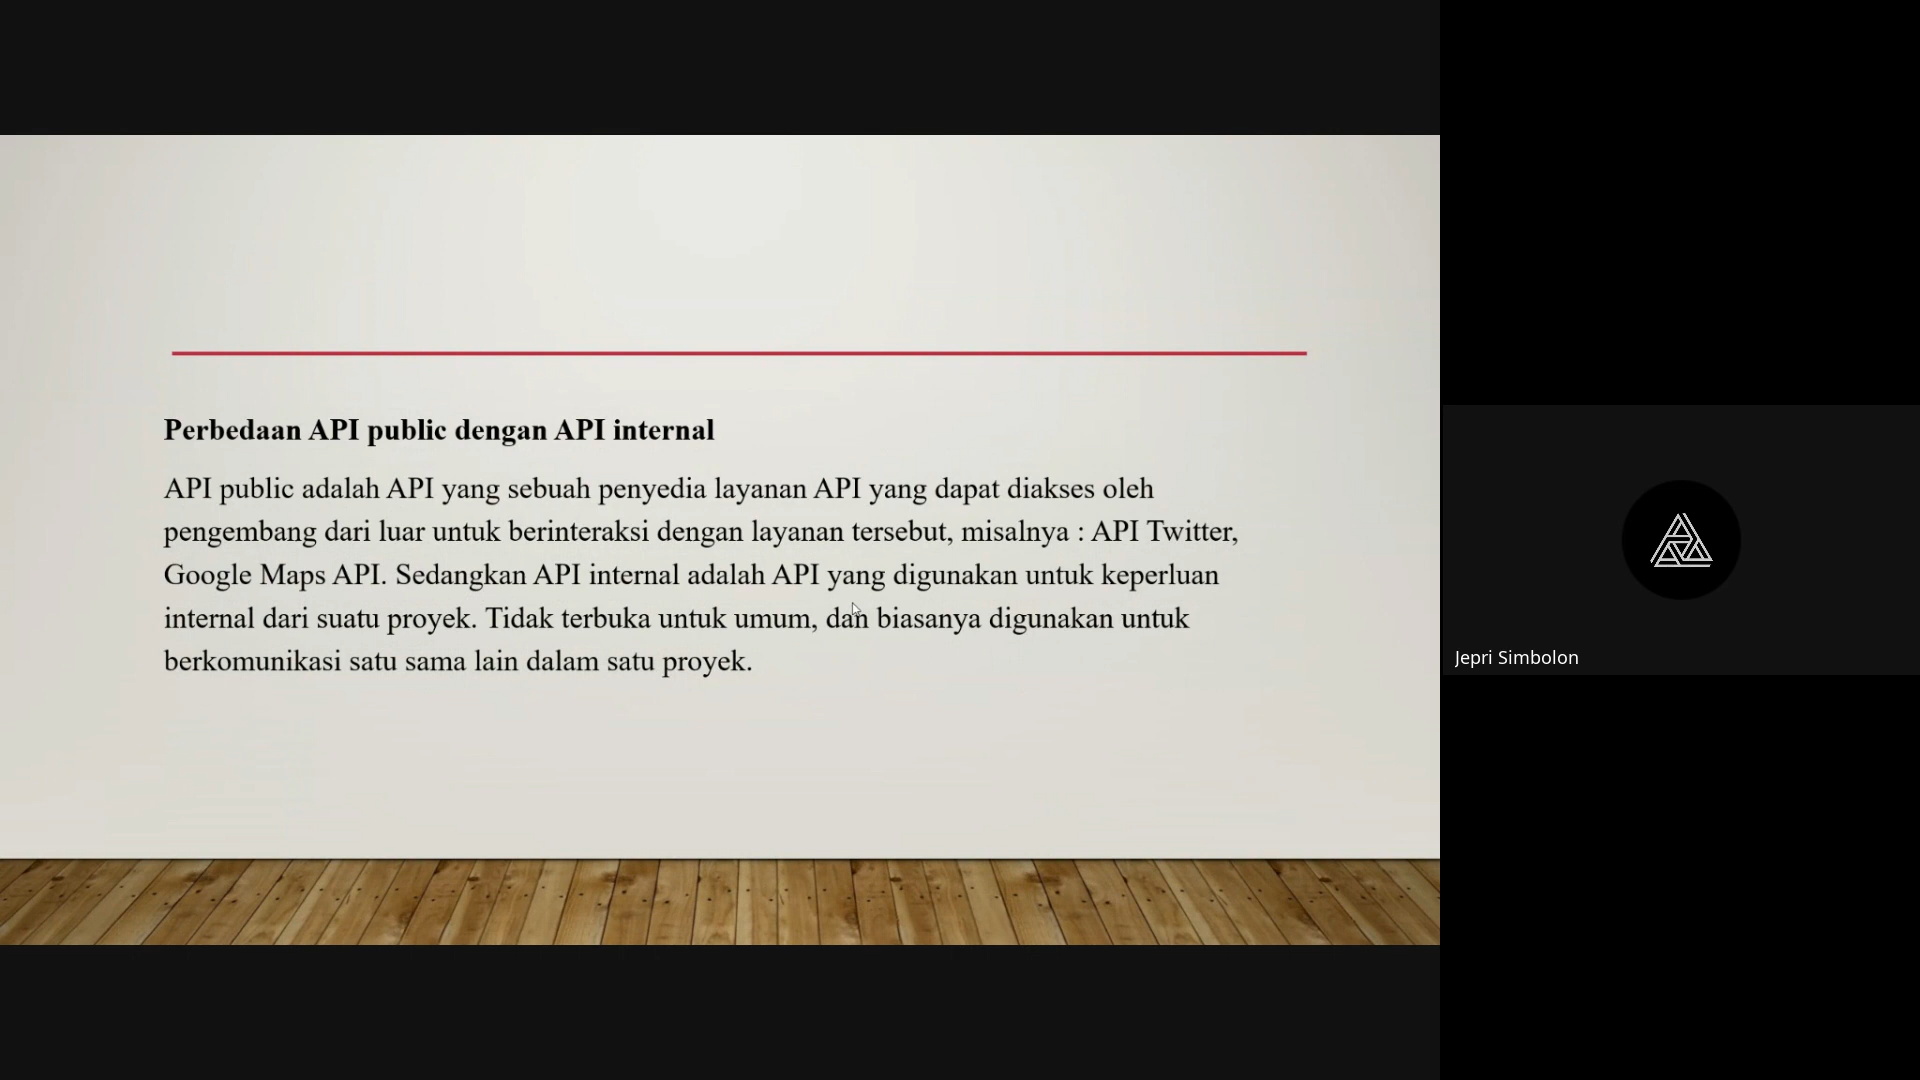 Perbedaan API public dengan API internal
API public adalah API yang sebuah penyedia layanan API yang dapat diakses oleh
pengembang dari luar untuk berinteraksi dengan layanan tersebut, misalnya : API Twitter,
Google Maps API. Sedangkan API internal adalah API yang digunakan untuk keperluan
internal dari suatu proyek. Tidak terbuka untuk umum, dan biasanya digunakan untuk
berkomunikasi satu sama lain dalam satu proyek.
Jepri Simbolon